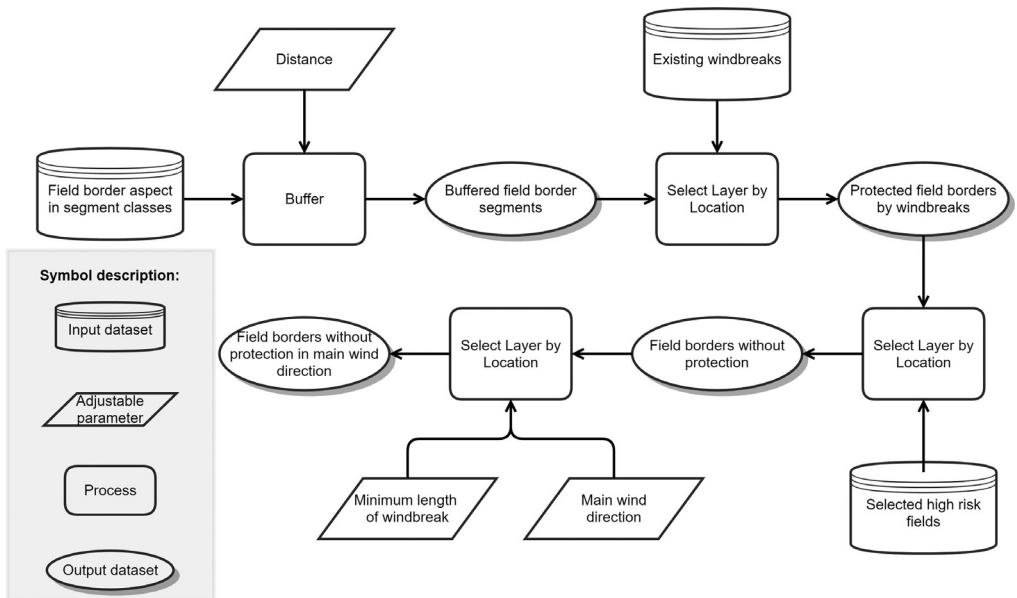 Distance
Existing windbreaks
Field border aspect
in segment classes
Buffer
Buffered field border
segments
Select Layer by
Location
Protected field borders
by windbreaks
Symbol description:
Input dataset
Adjustable
parameter
Process
Output dataset
Field borders without
protection in main wind
direction
Select Layer by
Location
Field borders without
protection
Select Layer by
Location
Minimum length
of windbreak
Main wind
direction
Selected high risk
fields